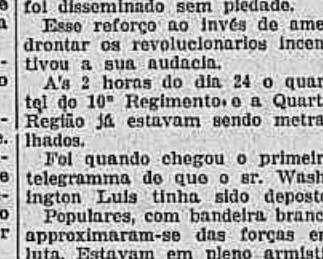 foi disseminado sem piedade.
Esse reforço ao invés de ame-
drontar os revolucionarios incen
tivou a sua audacia.
A's 2 horas do dia 24 o quar
tel do 10º Regimento e a Quart
Região já estavam sendo metra
lhados.
Foi quando chegou o primeir
telegramma de que o sr. Wash
ington Luis tinha sido deposto
Populares, com bandeira branc
approximaram-se das forças em
luta. Estavam em pleno armisti